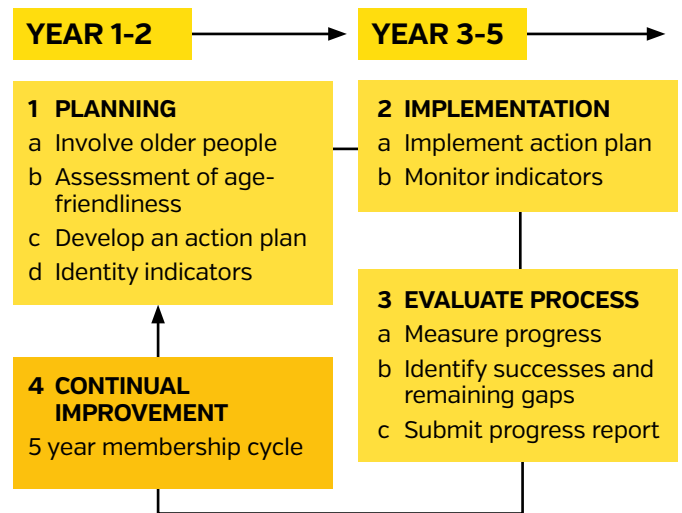 YEAR 1-2
YEAR 3-5
1 PLANNING
a Involve older people
b Assessment of age-
friendliness
c Develop an action plan
d Identity indicators
2 IMPLEMENTATION
a Implement action plan
b Monitor indicators
3 EVALUATE PROCESS
a Measure progress
b Identify successes and
remaining gaps
c Submit progress report
4 CONTINUAL
IMPROVEMENT
5 year membership cycle